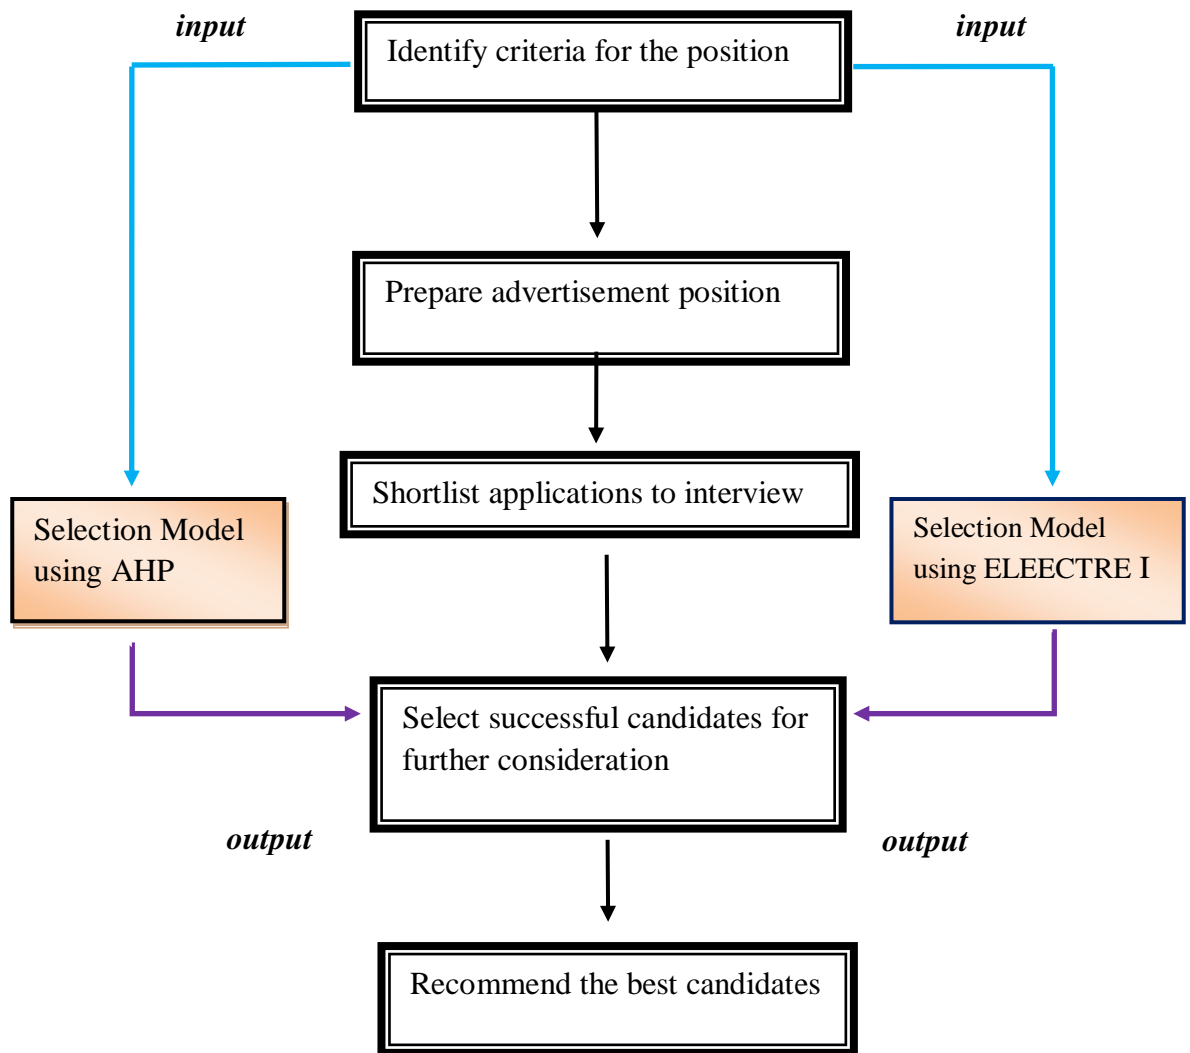 input
input
Identify criteria for the position
Prepare advertisement position
Shortlist applications to interview
Selection Model
using AHP
Selection Model
using ELEECTRE I
Select successful candidates for
further consideration
output
output
Recommend the best candidates